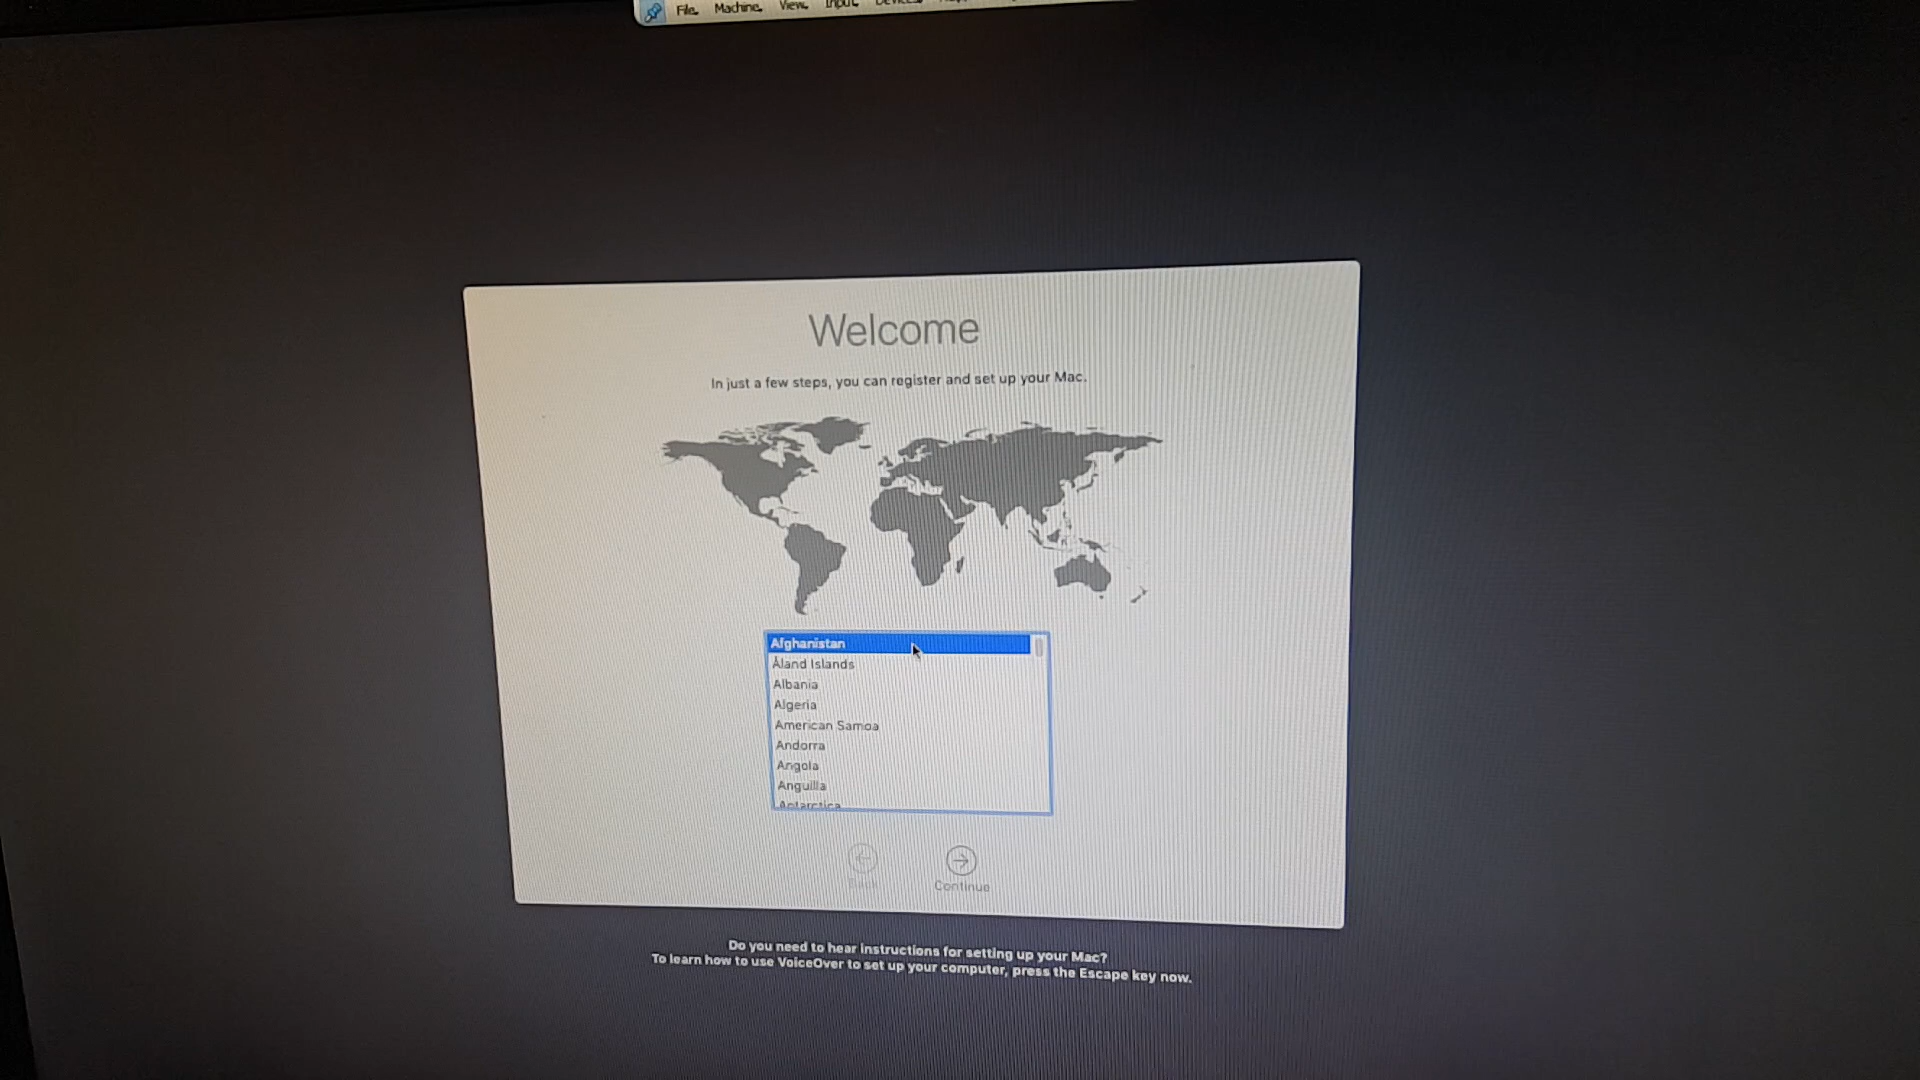 File Machine View Input
Welcome
In just a few steps, you can register and set up your Mac.
Afghanistan
Åland Islands
Albania
Algeria
American Samoa
Andorra
Angola
Anguilla
Antarctica
Back Continue
Do you need to hear instructions for setting up your Mac?
To learn how to use VoiceOver to set up your computer, press the Escape key now.